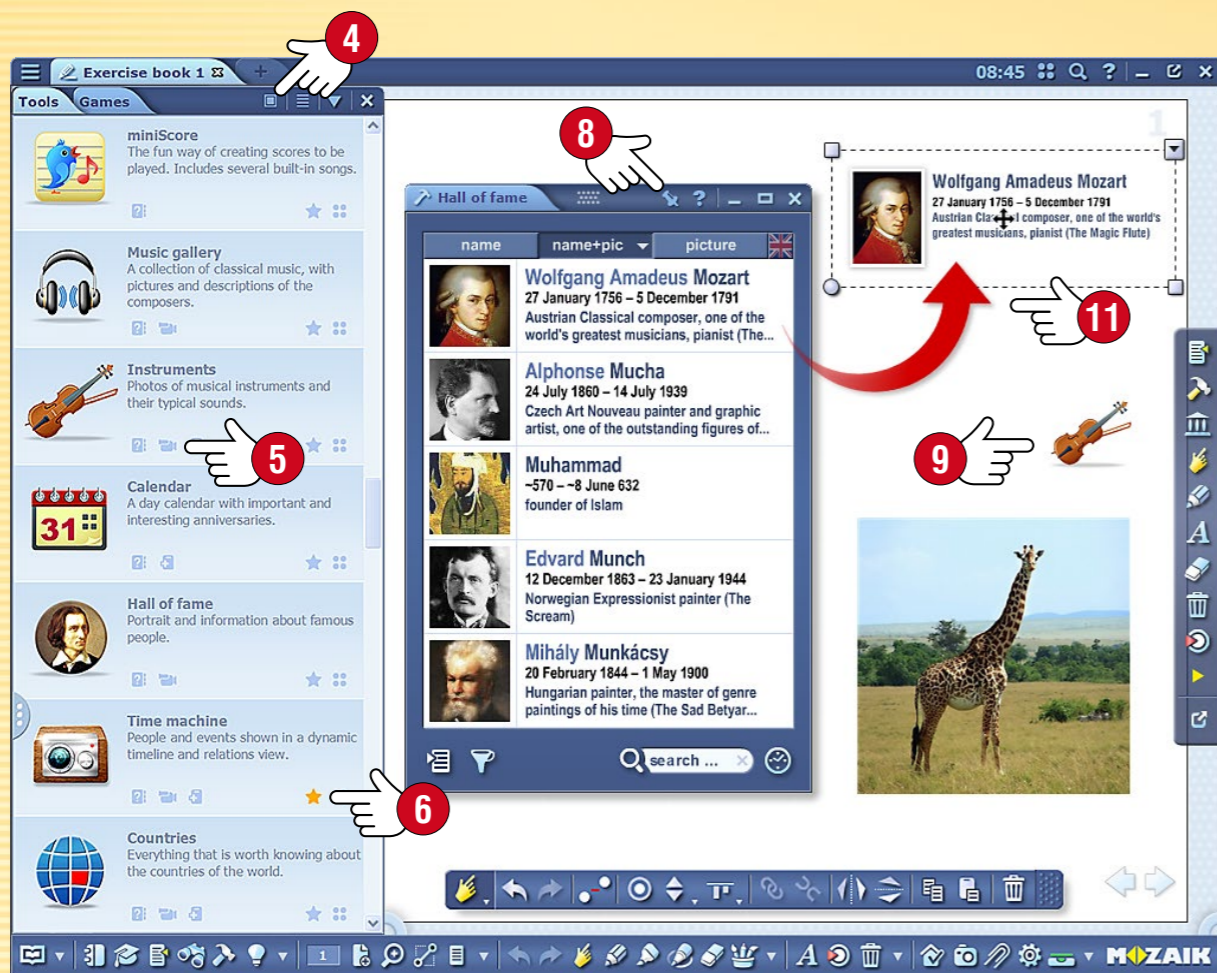 4
Exercise book 1
08:45
?
Tools
Games
miniScore
The fun way of creating scores to be
played. Includes several built-in songs.
Music gallery
A collection of classical music, with
pictures and descriptions of the
composers.
Instruments
Photos of musical instruments and
their typical sounds.
5
Calendar
A day calendar with important and
interesting anniversaries.
31
Hall of fame
Portrait and information about famous
people.
Time machine
People and events shown in a dynamic
timeline and relations view.
6
Countries
Everything that is worth knowing about
the countries of the world.
8
Hall of fame
?
name
name+pic
picture
Wolfgang Amadeus Mozart
27 January 1756 – 5 December 1791
Austrian Classical composer, one of the
world's greatest musicians, pianist (The...
Alphonse Mucha
24 July 1860 – 14 July 1939
Czech Art Nouveau painter and graphic
artist, one of the outstanding figures of...
Muhammad
~570 – ~8 June 632
founder of Islam
Edvard Munch
12 December 1863 – 23 January 1944
Norwegian Expressionist painter (The
Scream)
Mihály Munkácsy
20 February 1844 – 1 May 1900
Hungarian painter, the master of genre
paintings of his time (The Sad Betyar...
search ...
1
Wolfgang Amadeus Mozart
27 January 1756 – 5 December 1791
Austrian composer, one of the world's
greatest musicians, pianist (The Magic Flute)
11
9
A
1
A
MOZAIK